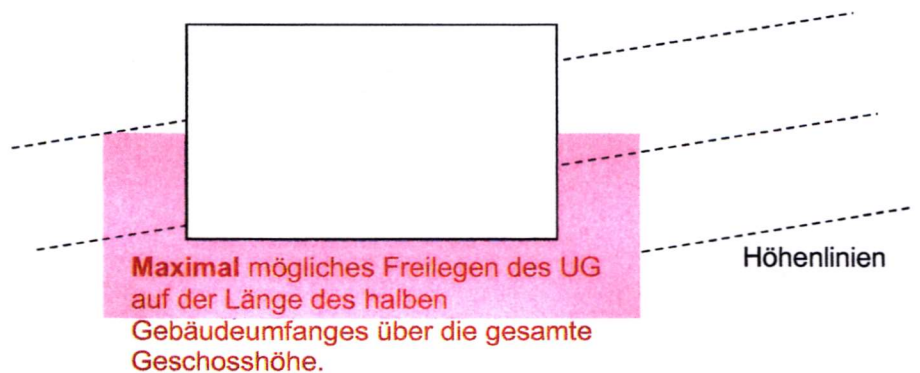 Höhenlinien
Maximal mögliches Freilegen des UG
auf der Länge des halben
Gebäudeumfanges über die gesamte
Geschosshöhe.